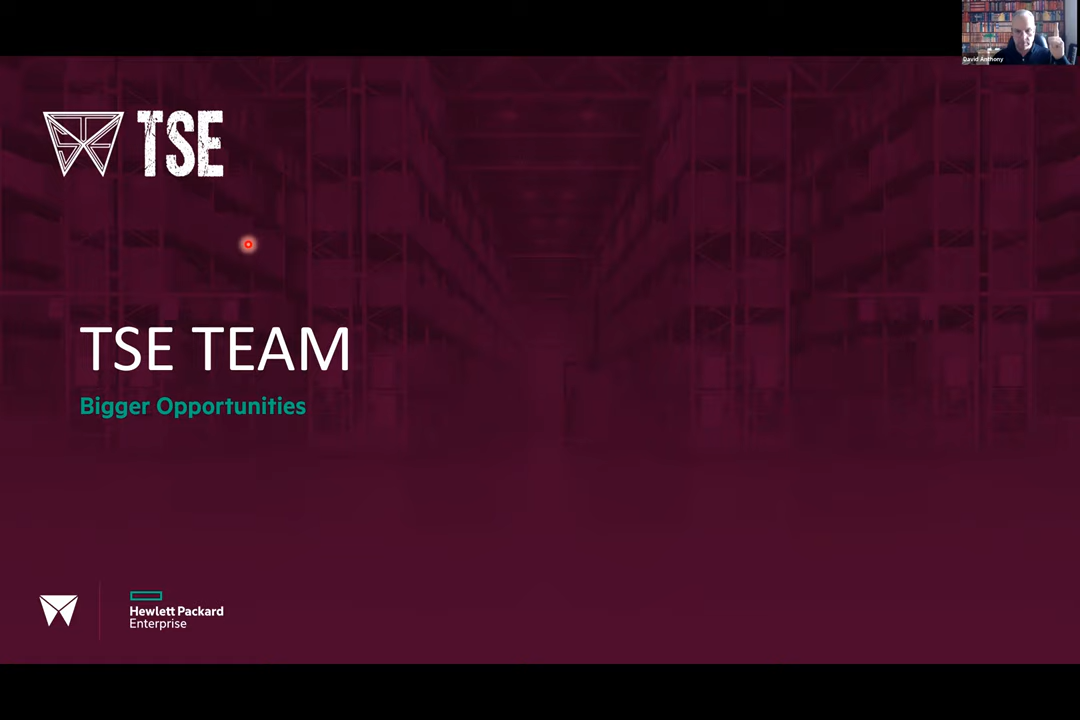 David Anthony
TSE
TSE TEAM
Bigger Opportunities
Hewlett Packard
Enterprise